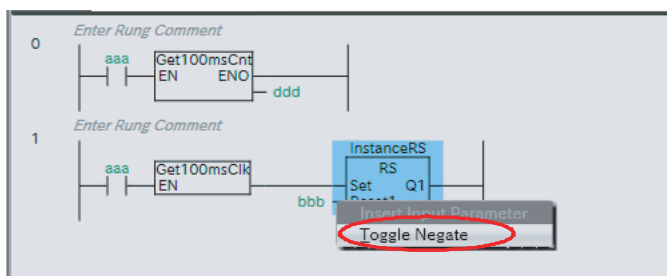 Enter Rung Comment
0
aaa
Get100msCnt
EN ENO
ddd
Enter Rung Comment
1
InstanceRS
aaa
Get100msClk
RS
EN
Set Q1
bbb
Reset1
Insert Input Parameter
Toggle Negate